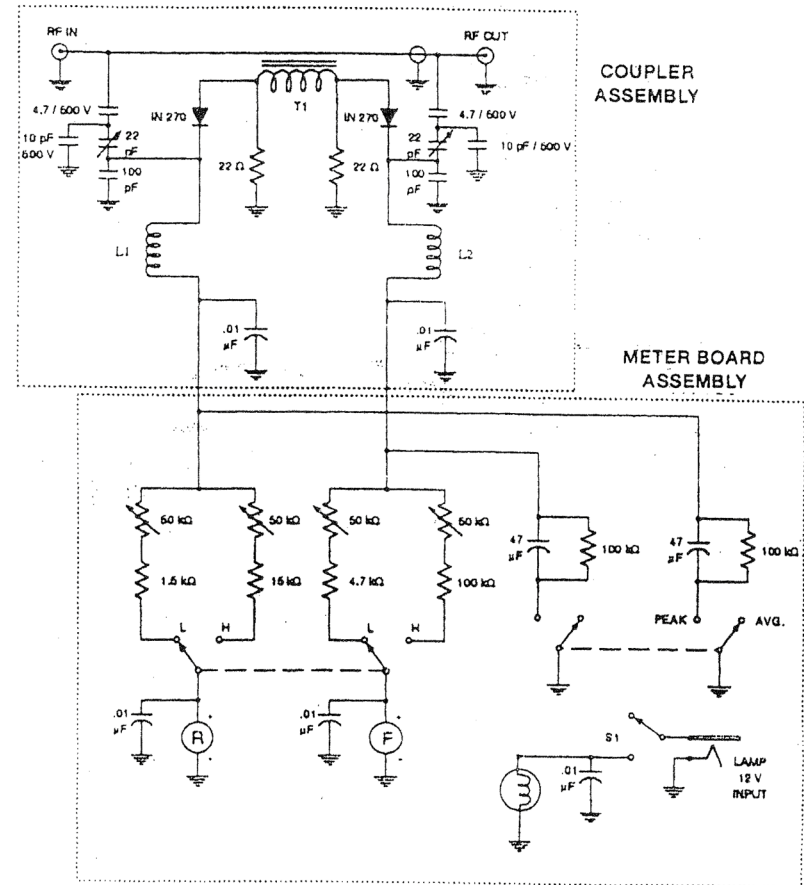 RF IN
RF OUT
COUPLER
ASSEMBLY
T1
4.7 / 500 V
IN 270
IN 270
4.7 / 500 V
10 pF
500 V
22
pF
22 Ω
22 Ω
22
pF
10 pF / 500 V
100
pF
100
pF
L1
L2
.01
µF
.01
µF
METER BOARD
ASSEMBLY
50 kΩ
50 kΩ
50 kΩ
50 kΩ
47
µF
100 kΩ
47
µF
100 kΩ
1.5 kΩ
15 kΩ
4.7 kΩ
100 kΩ
L
H
L
H
PEAK
AVG.
.01
µF
R
.01
µF
F
S1
.01
µF
LAMP
12 V
INPUT